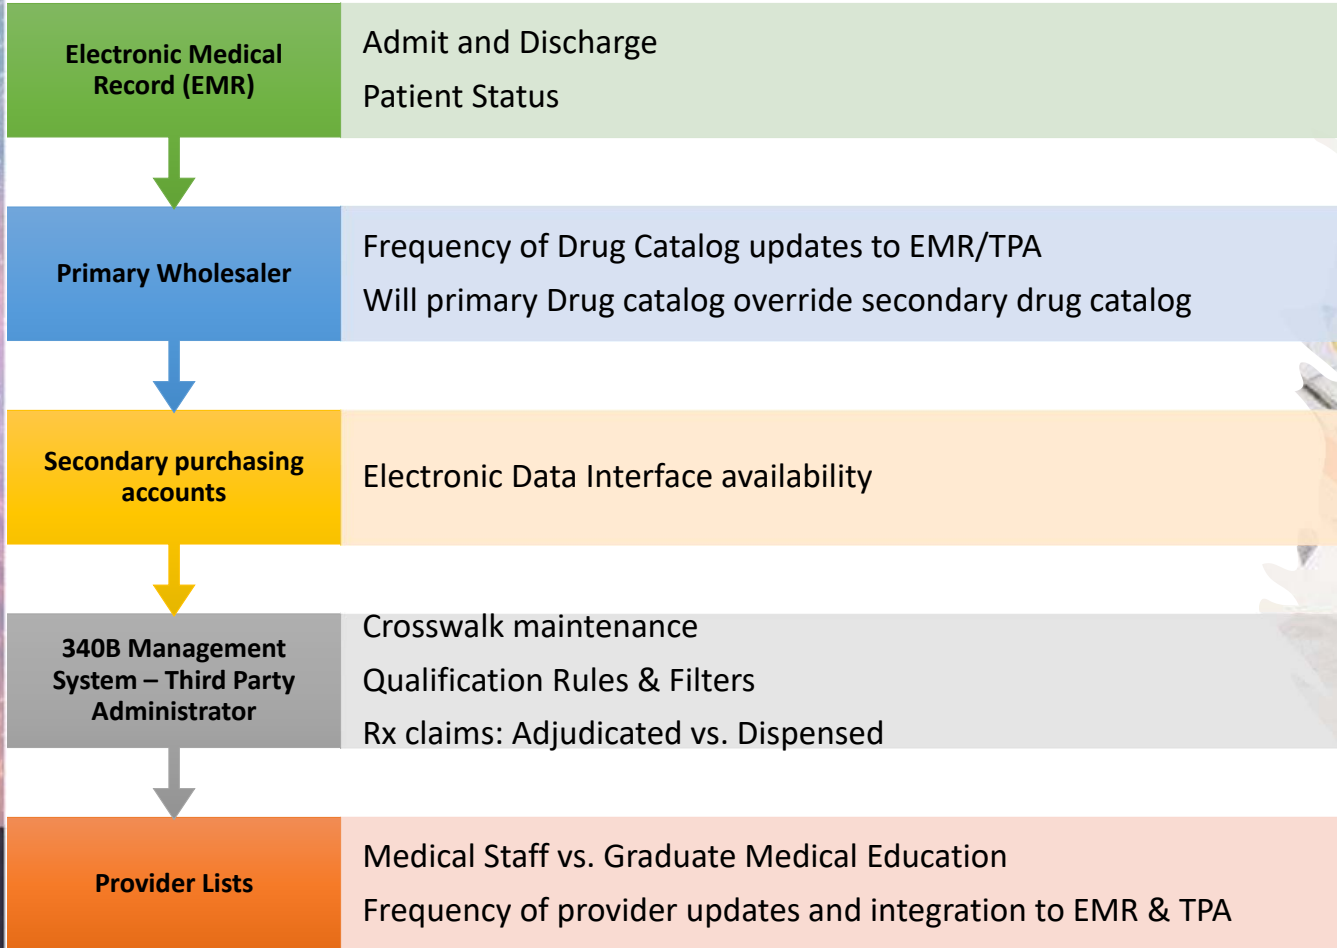 Electronic Medical
Record (EMR)
Admit and Discharge
Patient Status
Primary Wholesaler
Frequency of Drug Catalog updates to EMR/TPA
Will primary Drug catalog override secondary drug catalog
Secondary purchasing
accounts
Electronic Data Interface availability
340B Management
System – Third Party
Administrator
Crosswalk maintenance
Qualification Rules & Filters
Rx claims: Adjudicated vs. Dispensed
Provider Lists
Medical Staff vs. Graduate Medical Education
Frequency of provider updates and integration to EMR & TPA